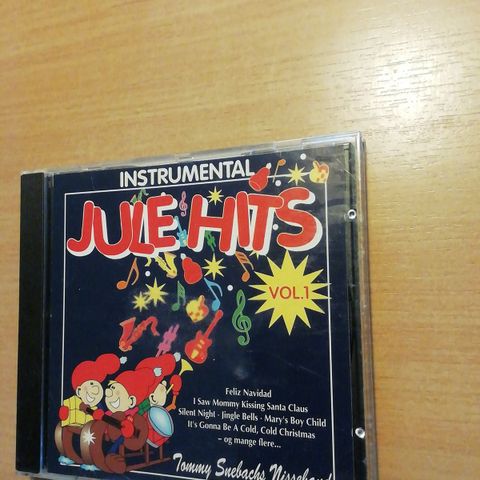 INSTRUMENTAL
JULE HITS
VOL.1
Feliz Navidad
I Saw Mommy Kissing Santa Claus
Silent Night · Jingle Bells · Mary's Boy Child
It's Gonna Be A Cold, Cold Christmas
– og mange flere...
Tommy Snebachs Nisseband